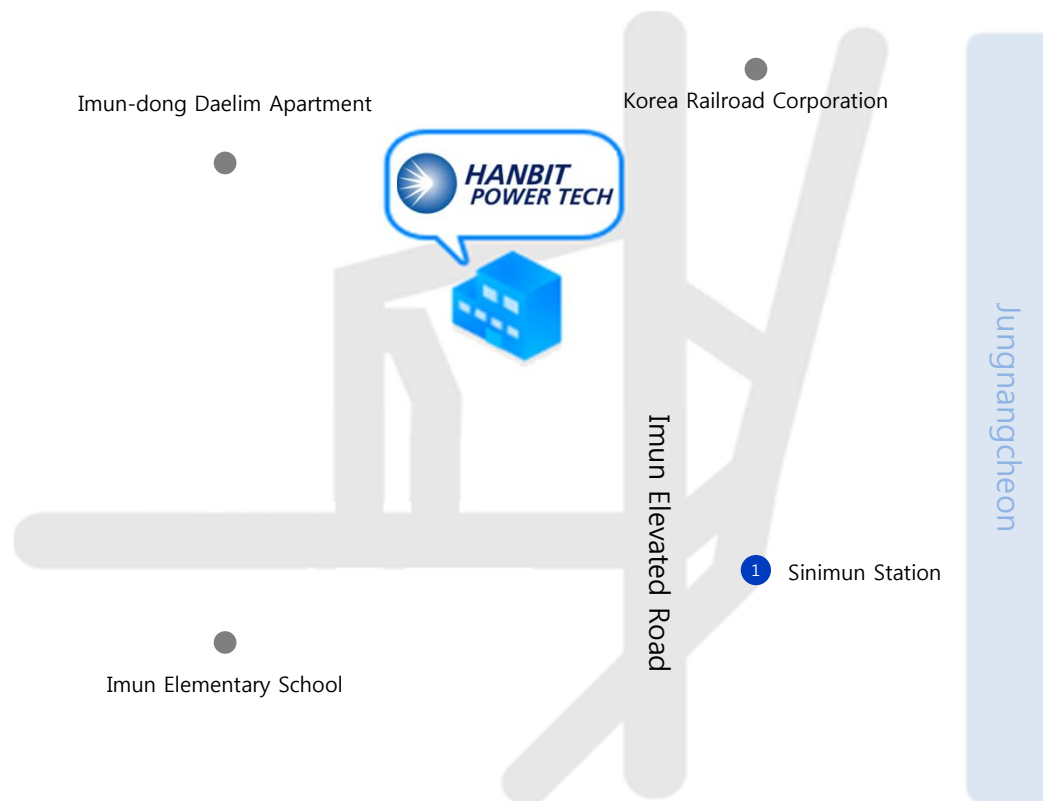 Imun-dong Daelim Apartment
Korea Railroad Corporation
HANBIT
POWER TECH
Jungnangcheon
Imun Elevated Road
1
Sinimun Station
Imun Elementary School